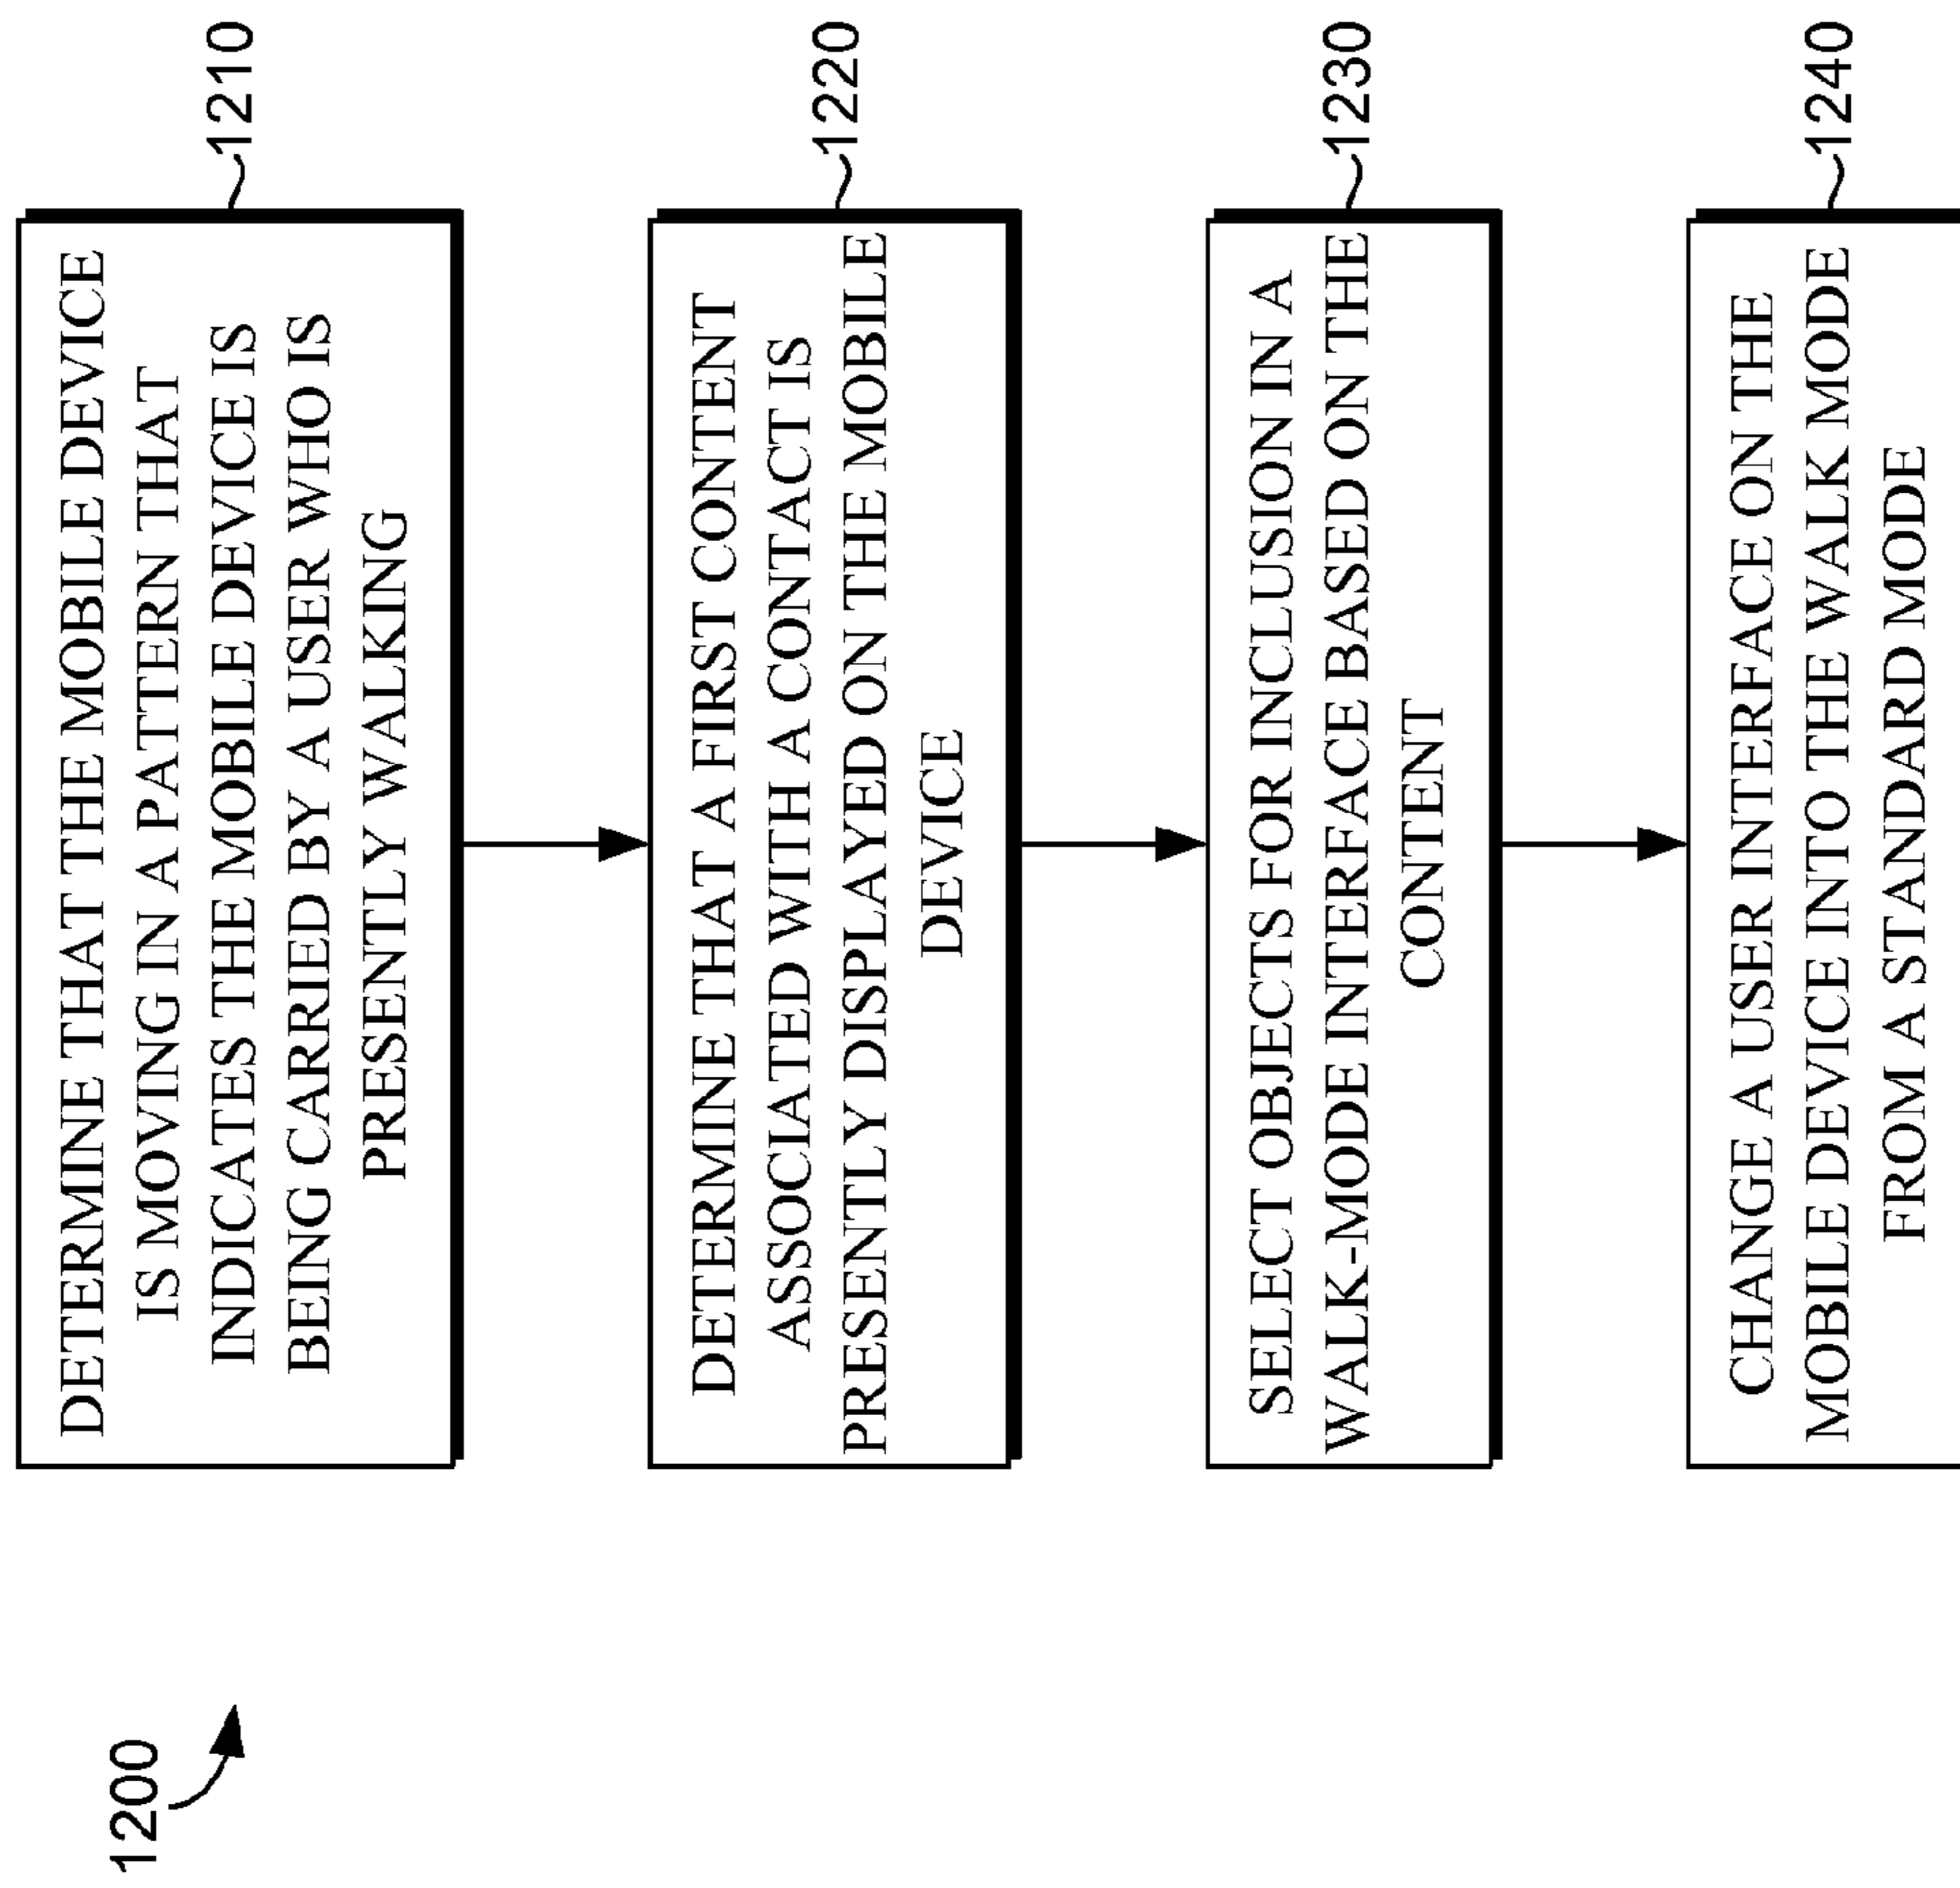 1200
DETERMINE THAT THE MOBILE DEVICE
IS MOVING IN A PATTERN THAT
INDICATES THE MOBILE DEVICE IS
BEING CARRIED BY A USER WHO IS
PRESENTLY WALKING
1210
DETERMINE THAT A FIRST CONTENT
ASSOCIATED WITH A CONTACT IS
PRESENTLY DISPLAYED ON THE MOBILE
DEVICE
1220
SELECT OBJECTS FOR INCLUSION IN A
WALK-MODE INTERFACE BASED ON THE
CONTENT
1230
CHANGE A USER INTERFACE ON THE
MOBILE DEVICE INTO THE WALK MODE
FROM A STANDARD MODE
1240